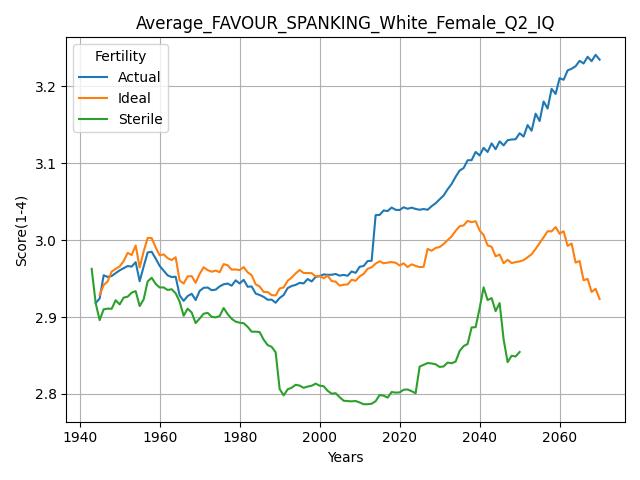 Average_FAVOUR_SPANKING_White_Female_Q2_IQ
Fertility
Actual
Ideal
Sterile
Score(1-4)
3.2
3.1
3.0
2.9
2.8
1940 1960 1980 2000 2020 2040 2060
Years